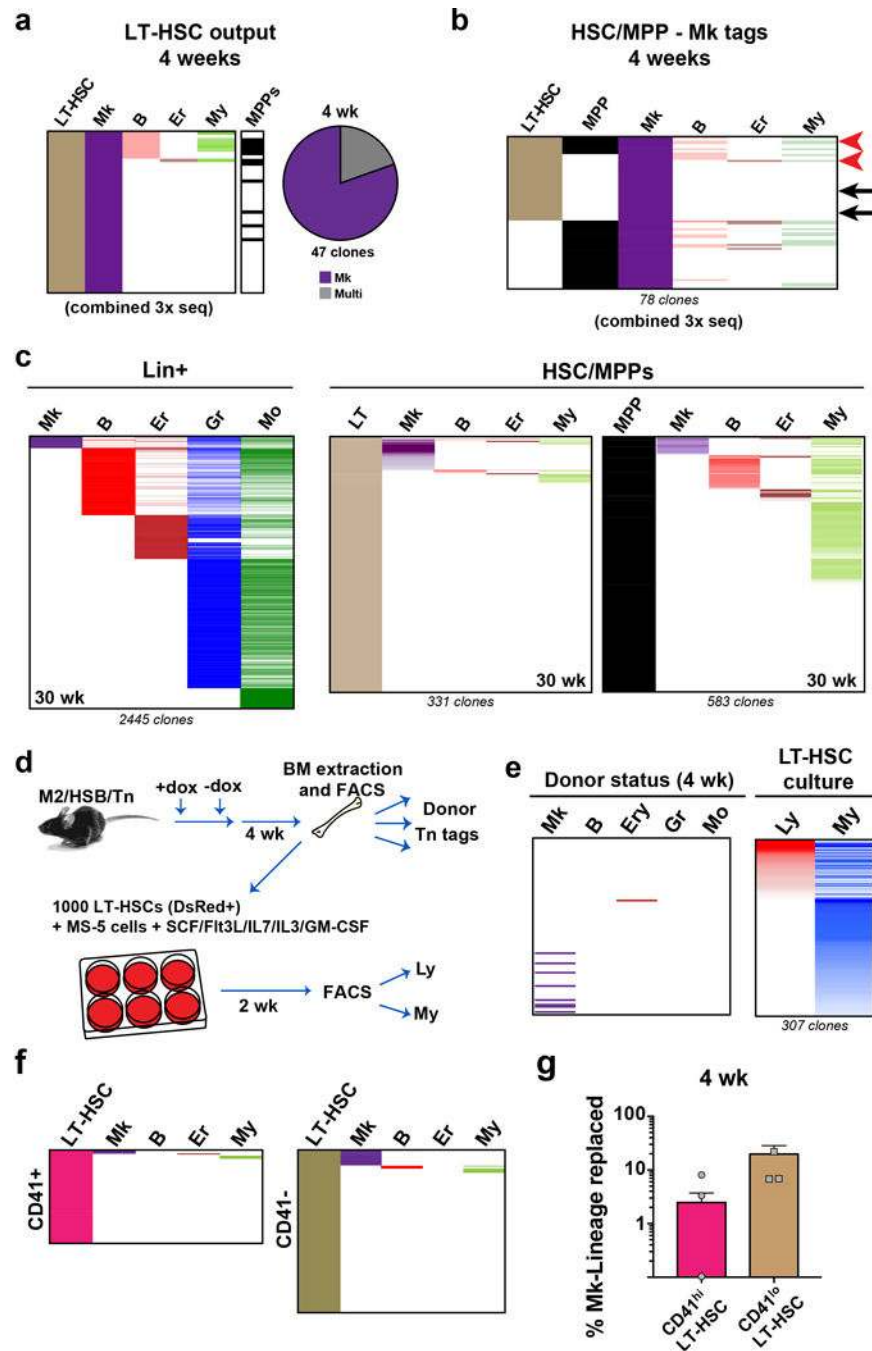 a
LT-HSC output
4 weeks
LT-HSC
Mk
B
Er
My
MPPs
4 wk
47 clones
Mk
Multi
(combined 3x seq)
b
HSC/MPP - Mk tags
4 weeks
LT-HSC
MPP
Mk
B
Er
My
78 clones
(combined 3x seq)
c
Lin+
Mk
B
Er
Gr
Mo
30 wk
2445 clones
HSC/MPPs
LT
Mk
B
Er
My
30 wk
331 clones
MPP
Mk
B
Er
My
30 wk
583 clones
d
M2/HSB/Tn
+dox
-dox
4 wk
BM extraction
and FACS
Donor
Tn tags
1000 LT-HSCs (DsRed+)
+ MS-5 cells + SCF/Flt3L/IL7/IL3/GM-CSF
2 wk
FACS
Ly
My
e
Donor status (4 wk)
Mk
B
Ery
Gr
Mo
LT-HSC
culture
Ly
My
307 clones
f
CD41+
LT-HSC
Mk
B
Er
My
CD41-
LT-HSC
Mk
B
Er
My
g
4 wk
% Mk-Lineage replaced
100
10
1
CD41hi
LT-HSC
CD41lo
LT-HSC